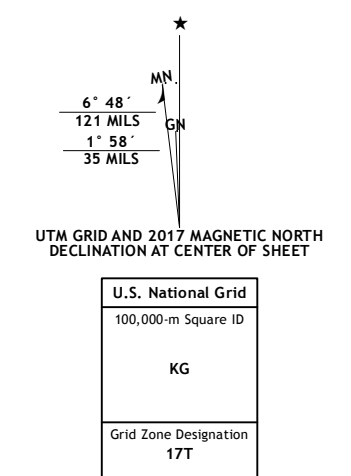 ★
MN
6° 48´
121 MILS
GN
1° 58´
35 MILS
UTM GRID AND 2017 MAGNETIC NORTH
DECLINATION AT CENTER OF SHEET
U.S. National Grid
100,000-m Square ID
KG
Grid Zone Designation
17T